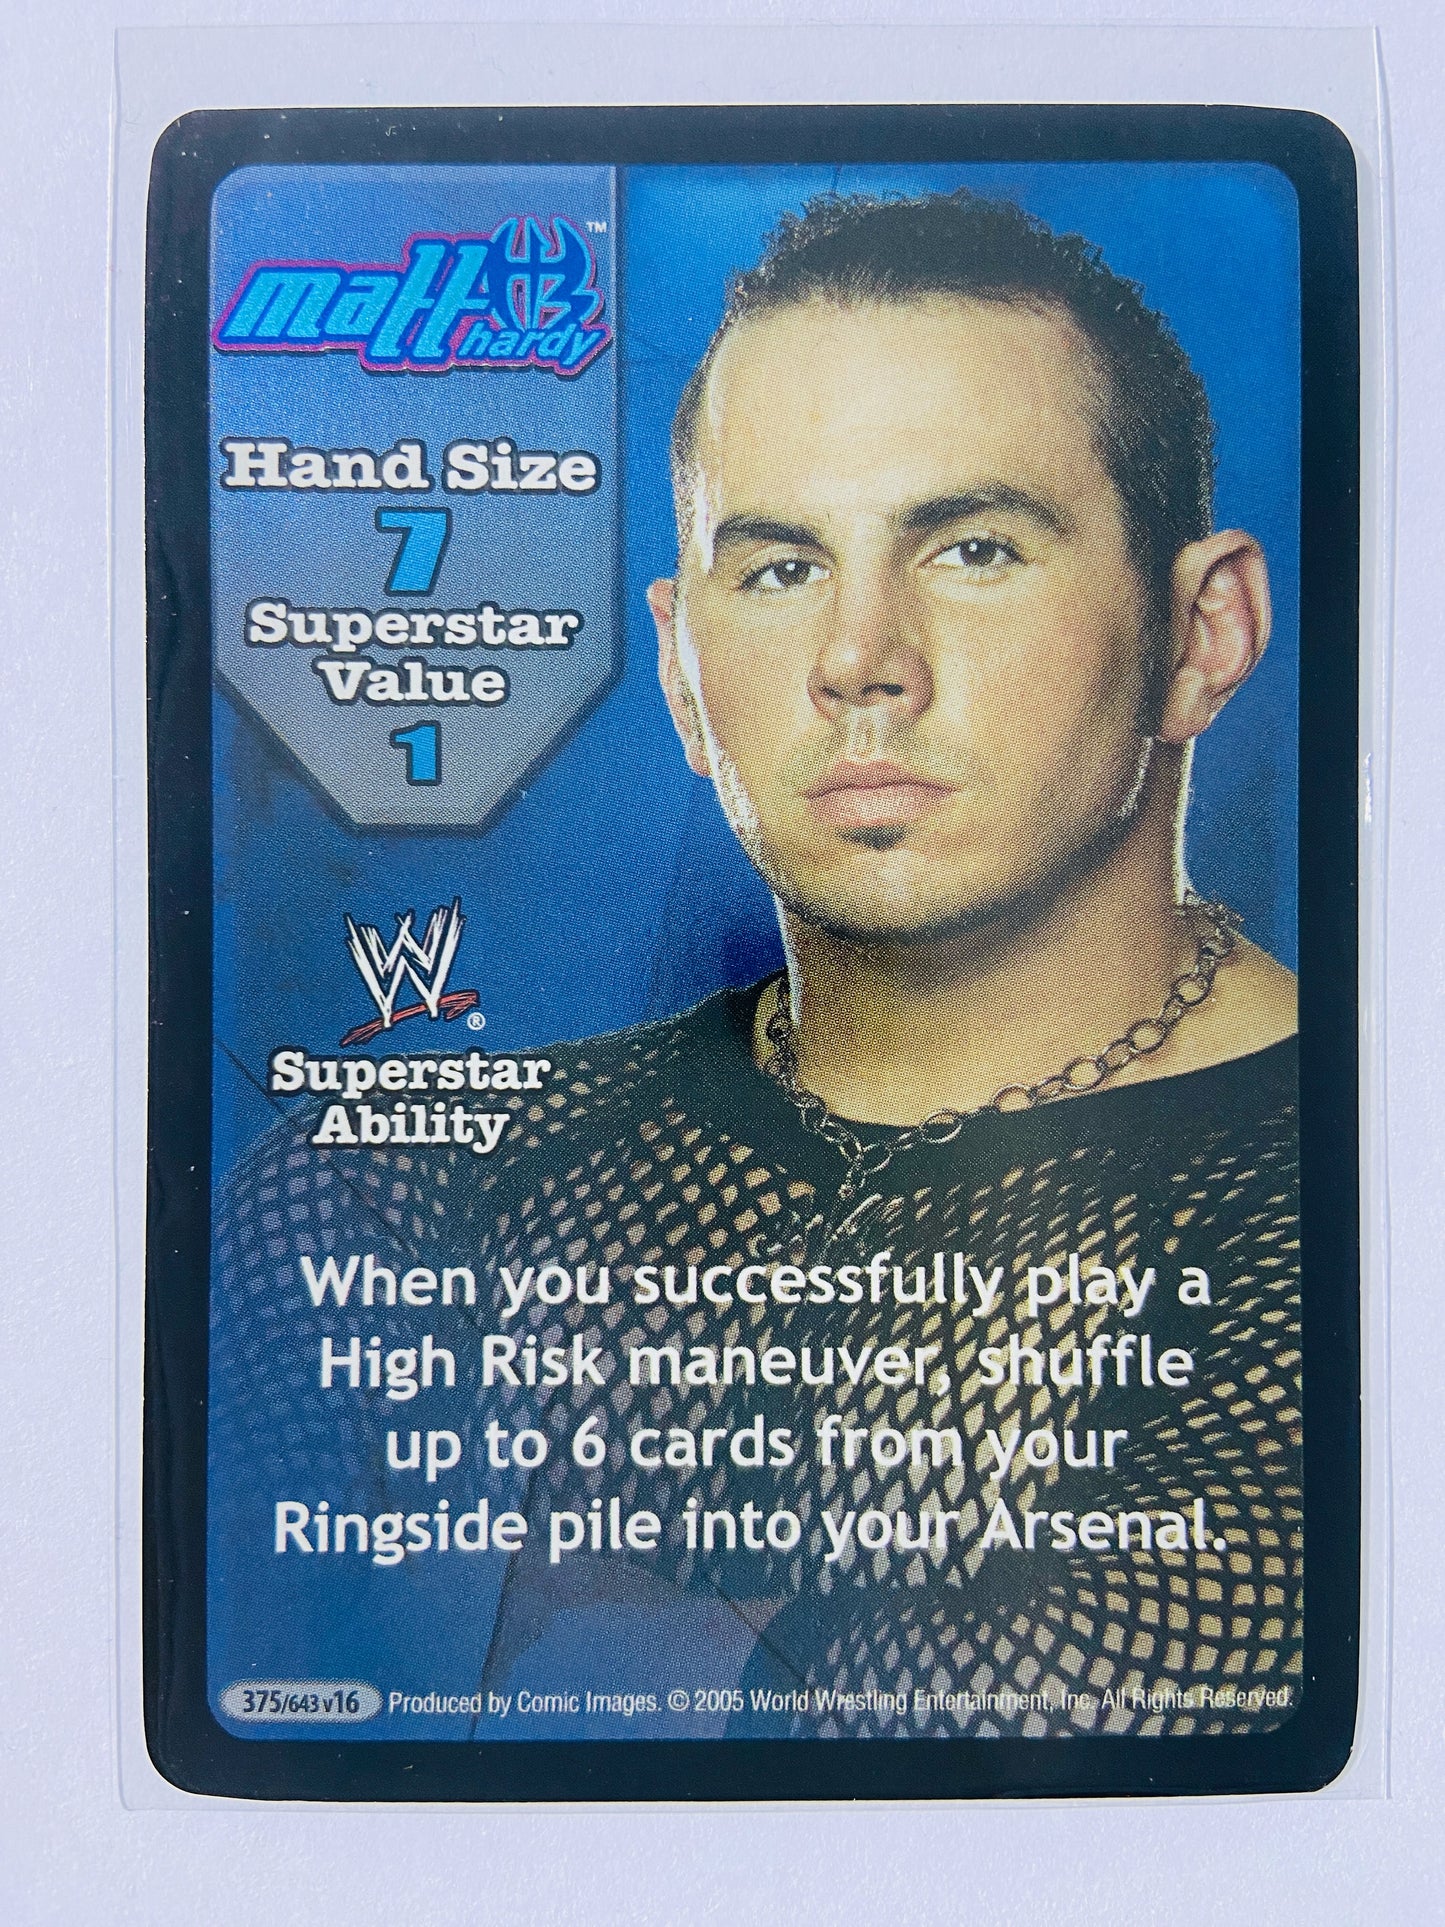 matt
hardy™
Hand Size
7
Superstar
Value
1
W®
Superstar
Ability
When you successfully play a
High Risk maneuver, shuffle
up to 6 cards from your
Ringside pile into your Arsenal.
375/643 v16 Produced by Comic Images. © 2005 World Wrestling Entertainment, Inc. All Rights Reserved.